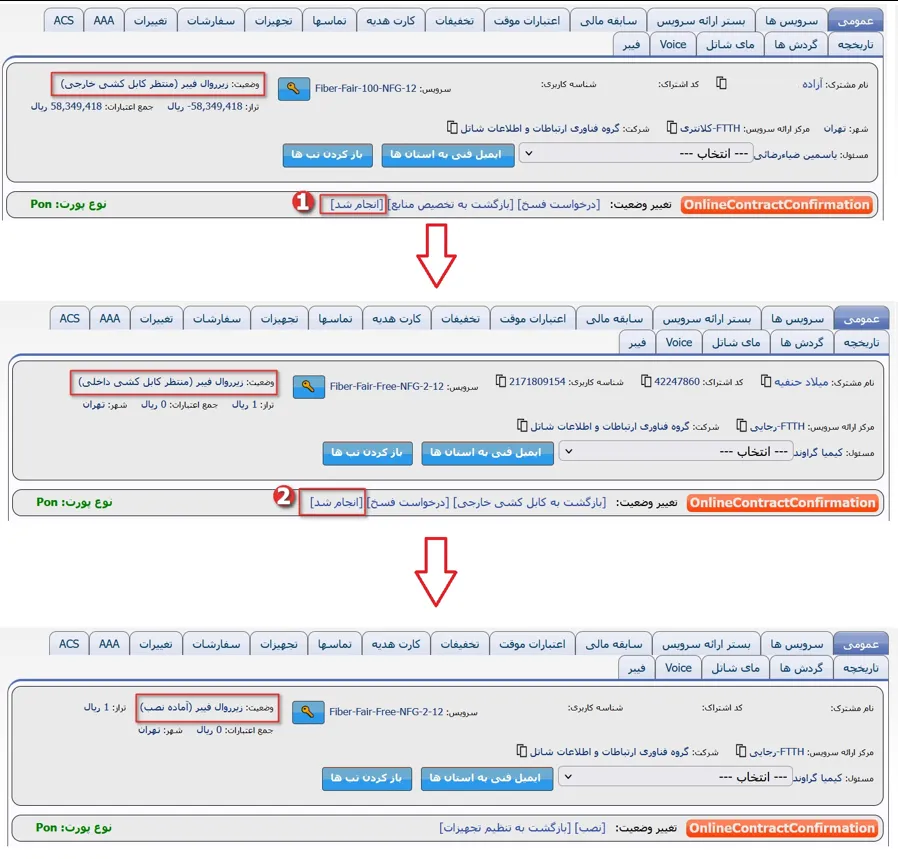 عمومی سرویس ها بستر ارائه سرویس سابقه مالی اعتبارات موقت تخفیفات کارت هدیه تماسها تجهیزات سفارشات تغییرات AAA ACS
تاریخچه گردش ها مای شاتل Voice فیبر
نام مشترک: آزاده کد اشتراک: شناسه کاربری: سرویس: Fiber-Fair-100-NFG-12 وضعیت: زیرروال فیبر (منتظر کابل کشی خارجی)
تراز: 58,349,418- ریال جمع اعتبارات: 58,349,418 ریال
شهر: تهران مرکز ارائه سرویس: FTTH-کلانتری شرکت: گروه فناوری ارتباطات و اطلاعات شاتل
مسئول: یاسمین ضیاءرضائی --- انتخاب --- ایمیل فنی به استان ها باز کردن تب ها
OnlineContractConfirmation تغییر وضعیت: [درخواست فسخ] [بازگشت به تخصیص منابع] [انجام شد] 1 نوع پورت: Pon
عمومی سرویس ها بستر ارائه سرویس سابقه مالی اعتبارات موقت تخفیفات کارت هدیه تماسها تجهیزات سفارشات تغییرات AAA ACS
تاریخچه گردش ها مای شاتل Voice فیبر
نام مشترک: میلاد حنفیه کد اشتراک: 42247860 شناسه کاربری: 2171809154 سرویس: Fiber-Fair-Free-NFG-2-12 وضعیت: زیرروال فیبر (منتظر کابل کشی داخلی)
تراز: 1 ریال جمع اعتبارات: 0 ریال شهر: تهران
مرکز ارائه سرویس: FTTH-رجایی شرکت: گروه فناوری ارتباطات و اطلاعات شاتل
مسئول: کیمیا گراوند --- انتخاب --- ایمیل فنی به استان ها باز کردن تب ها
OnlineContractConfirmation تغییر وضعیت: [بازگشت به کابل کشی خارجی] [درخواست فسخ] [انجام شد] 2 نوع پورت: Pon
عمومی سرویس ها بستر ارائه سرویس سابقه مالی اعتبارات موقت تخفیفات کارت هدیه تماسها تجهیزات سفارشات تغییرات AAA ACS
تاریخچه گردش ها مای شاتل Voice فیبر
نام مشترک: کد اشتراک: شناسه کاربری: سرویس: Fiber-Fair-Free-NFG-2-12 وضعیت: زیرروال فیبر (آماده نصب) تراز: 1 ریال
جمع اعتبارات: 0 ریال شهر: تهران
مرکز ارائه سرویس: FTTH-رجایی شرکت: گروه فناوری ارتباطات و اطلاعات شاتل
مسئول: کیمیا گراوند --- انتخاب --- ایمیل فنی به استان ها باز کردن تب ها
OnlineContractConfirmation تغییر وضعیت: [نصب] [بازگشت به تنظیم تجهیزات] نوع پورت: Pon